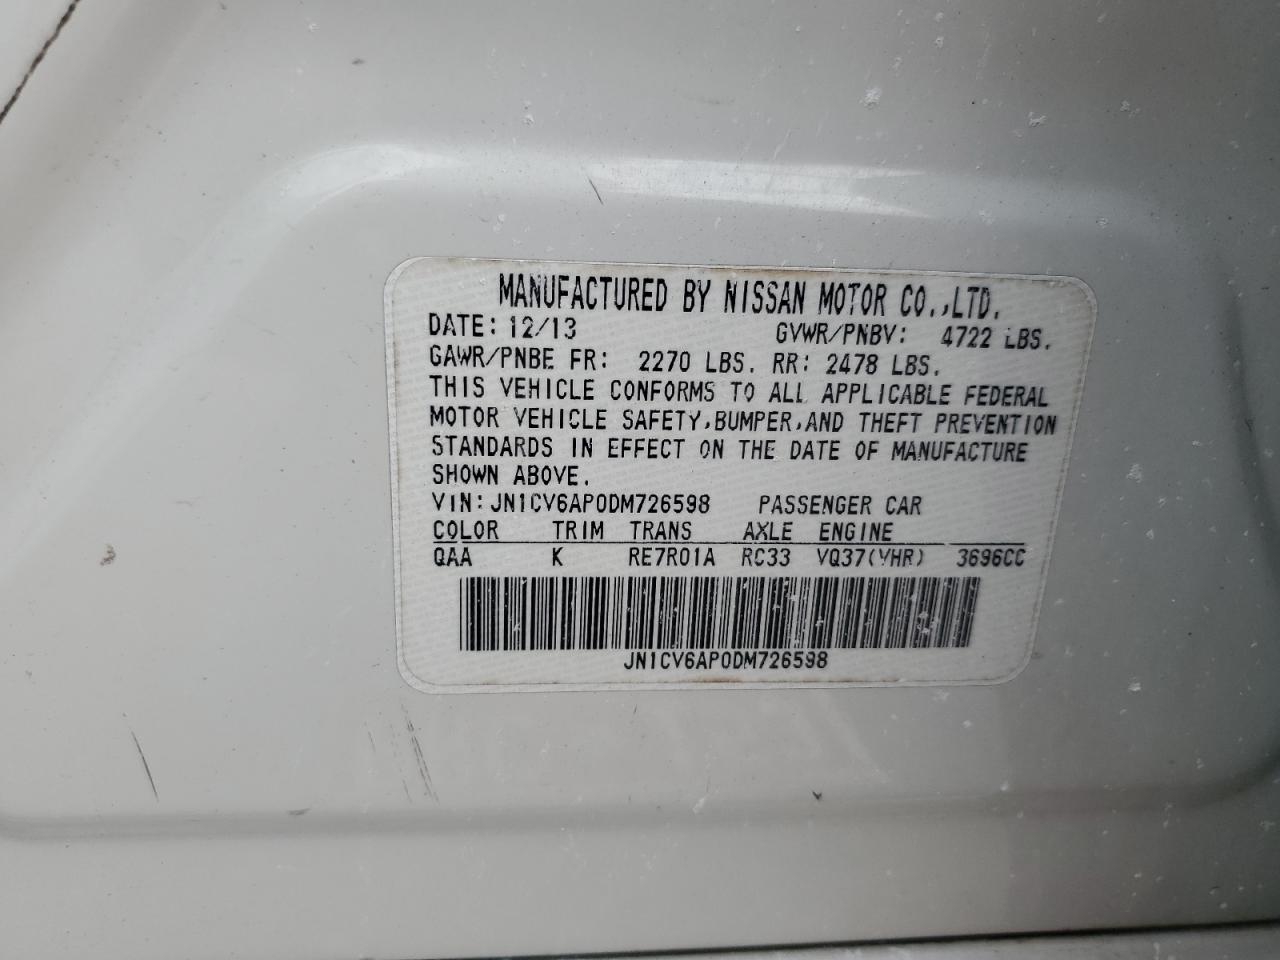 MANUFACTURED BY NISSAN MOTOR CO.,LTD.
DATE: 12/13 GVWR/PNBV: 4722 LBS.
GAWR/PNBE FR: 2270 LBS. RR: 2478 LBS.
THIS VEHICLE CONFORMS TO ALL APPLICABLE FEDERAL
MOTOR VEHICLE SAFETY,BUMPER,AND THEFT PREVENTION
STANDARDS IN EFFECT ON THE DATE OF MANUFACTURE
SHOWN ABOVE.
VIN:JN1CV6AP0DM726598 PASSENGER CAR
COLOR TRIM TRANS AXLE ENGINE
QAA K RE7R01A RC33 VQ37(VHR) 3696CC
JN1CV6AP0DM726598